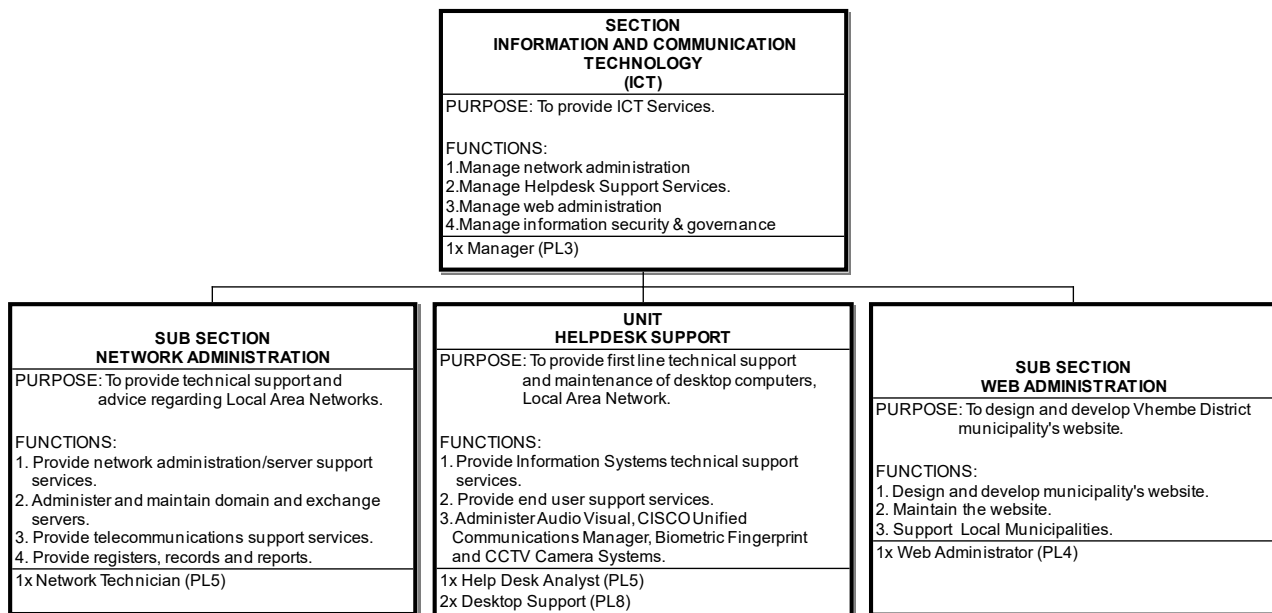 SECTION
INFORMATION AND COMMUNICATION
TECHNOLOGY
(ICT)
PURPOSE: To provide ICT Services.
FUNCTIONS:
1.Manage network administration
2.Manage Helpdesk Support Services.
3.Manage web administration
4.Manage information security & governance
1x Manager (PL3)
SUB SECTION
NETWORK ADMINISTRATION
PURPOSE: To provide technical support and
advice regarding Local Area Networks.
FUNCTIONS:
1. Provide network administration/server support
services.
2. Administer and maintain domain and exchange
servers.
3. Provide telecommunications support services.
4. Provide registers, records and reports.
1x Network Technician (PL5)
UNIT
HELPDESK SUPPORT
PURPOSE: To provide first line technical support
and maintenance of desktop computers,
Local Area Network.
FUNCTIONS:
1. Provide Information Systems technical support
services.
2. Provide end user support services.
3. Administer Audio Visual, CISCO Unified
Communications Manager, Biometric Fingerprint
and CCTV Camera Systems.
1x Help Desk Analyst (PL5)
2x Desktop Support (PL8)
SUB SECTION
WEB ADMINISTRATION
PURPOSE: To design and develop Vhembe District
municipality's website.
FUNCTIONS:
1. Design and develop municipality's website.
2. Maintain the website.
3. Support Local Municipalities.
1x Web Administrator (PL4)